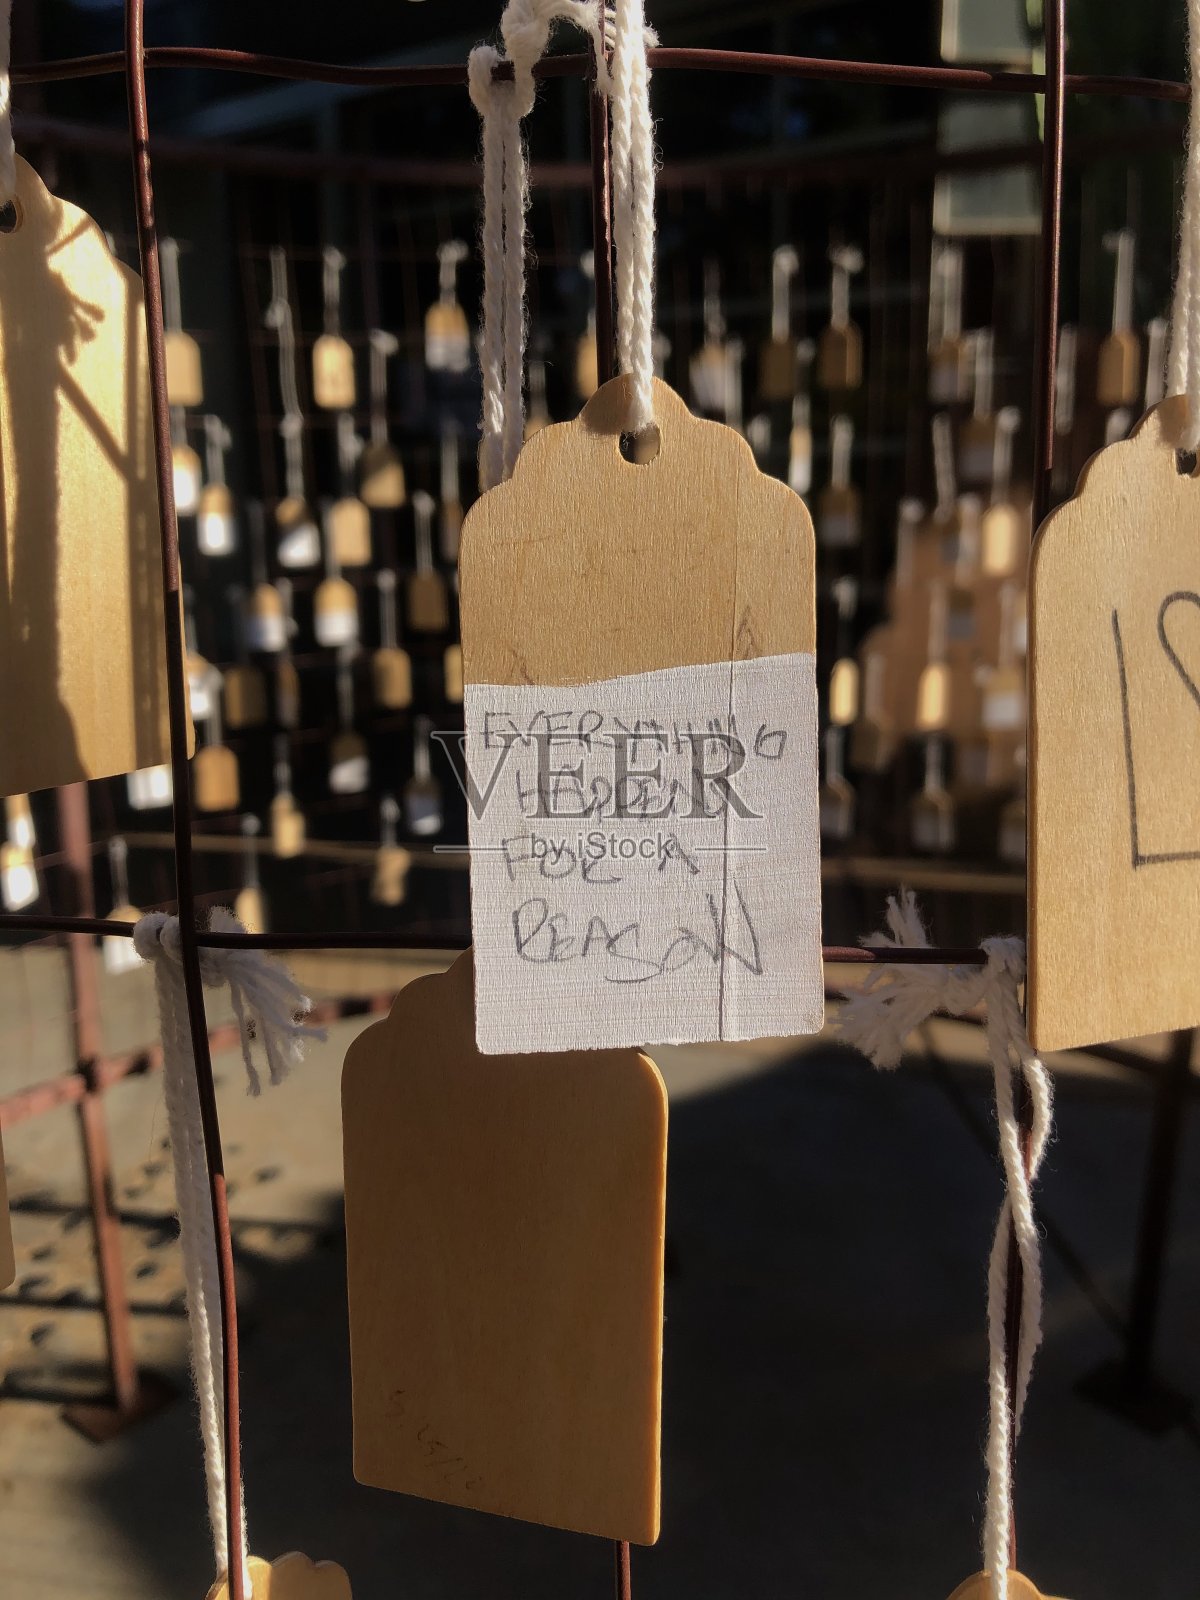 EVERYTHING
HAPPENS
FOR A
REASON
VEER
by iStock